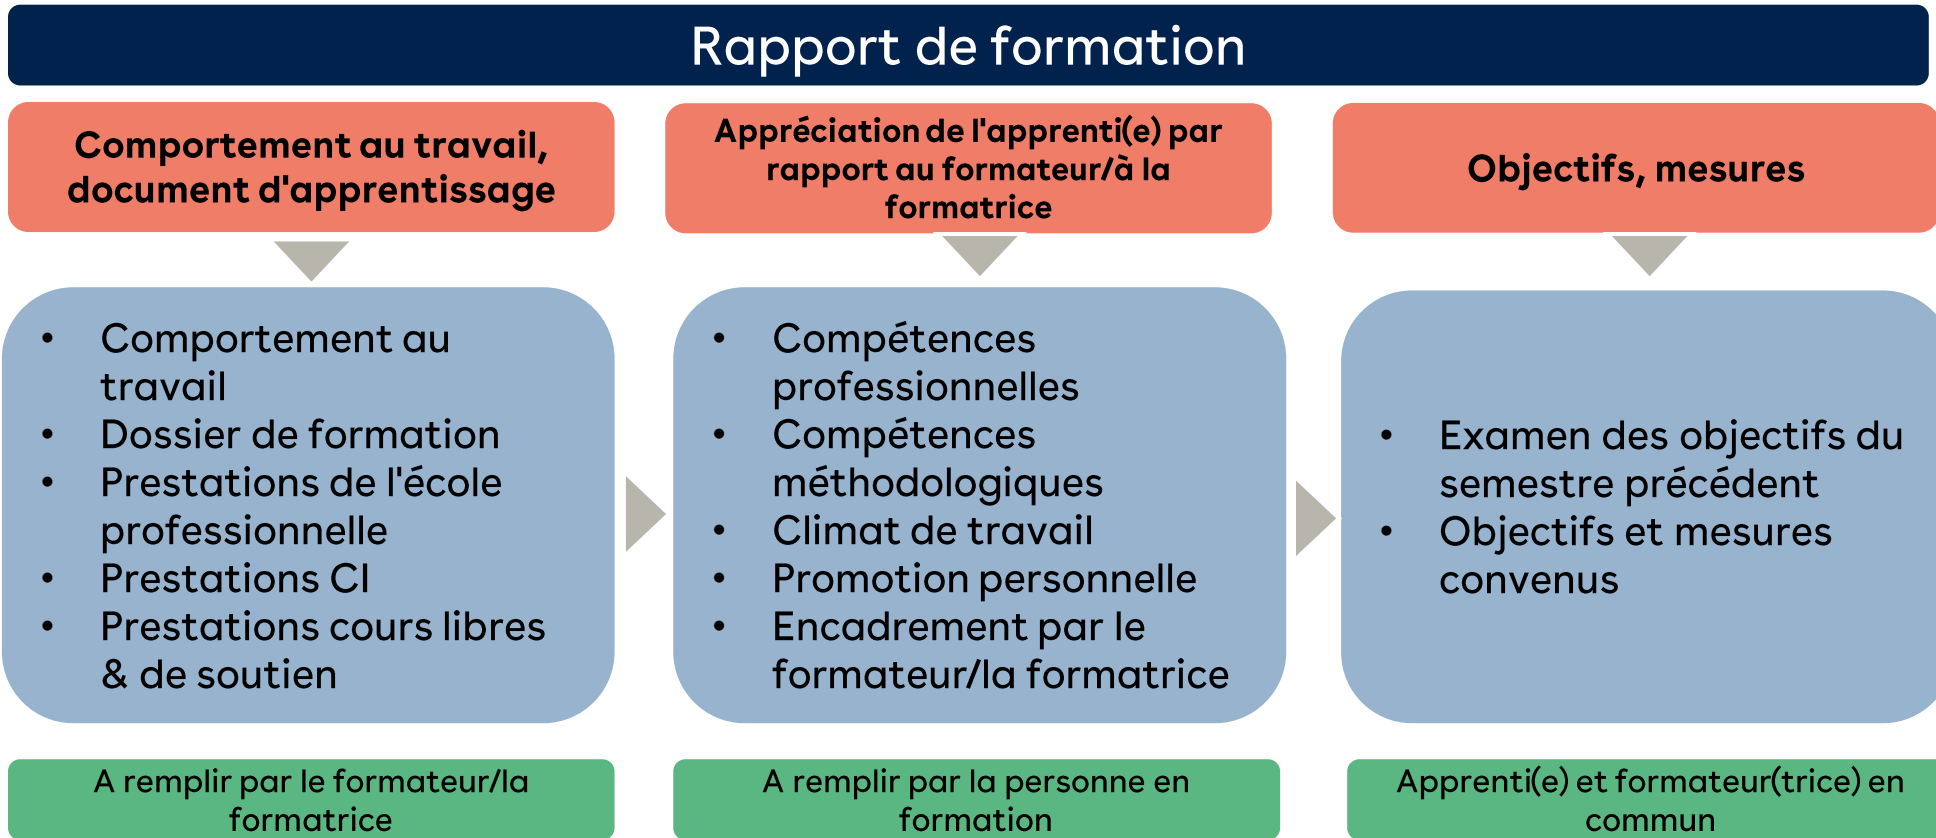 Rapport de formation
Comportement au travail,
document d'apprentissage
Appréciation de l'apprenti(e) par
rapport au formateur/à la
formatrice
Objectifs, mesures
• Comportement au
travail
• Dossier de formation
• Prestations de l'école
professionnelle
• Prestations CI
• Prestations cours libres
& de soutien
• Compétences
professionnelles
• Compétences
méthodologiques
• Climat de travail
• Promotion personnelle
• Encadrement par le
formateur/la formatrice
• Examen des objectifs du
semestre précédent
• Objectifs et mesures
convenus
A remplir par le formateur/la
formatrice
A remplir par la personne en
formation
Apprenti(e) et formateur(trice) en
commun